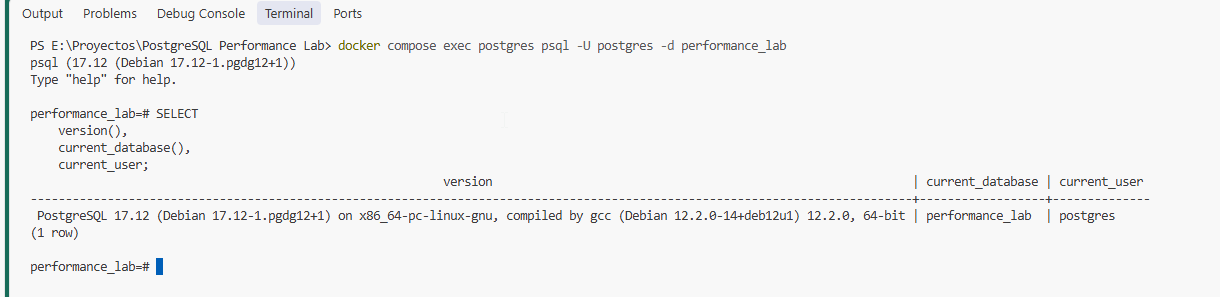 Output Problems Debug Console Terminal Ports
PS E:\Proyectos\PostgreSQL Performance Lab> docker compose exec postgres psql -U postgres -d performance_lab
psql (17.12 (Debian 17.12-1.pgdg12+1))
Type "help" for help.

performance_lab=# SELECT
    version(),
    current_database(),
    current_user;
                                                           version                                                            | current_database | current_user
------------------------------------------------------------------------------------------------------------------------------+------------------+--------------
 PostgreSQL 17.12 (Debian 17.12-1.pgdg12+1) on x86_64-pc-linux-gnu, compiled by gcc (Debian 12.2.0-14+deb12u1) 12.2.0, 64-bit | performance_lab  | postgres
(1 row)

performance_lab=#